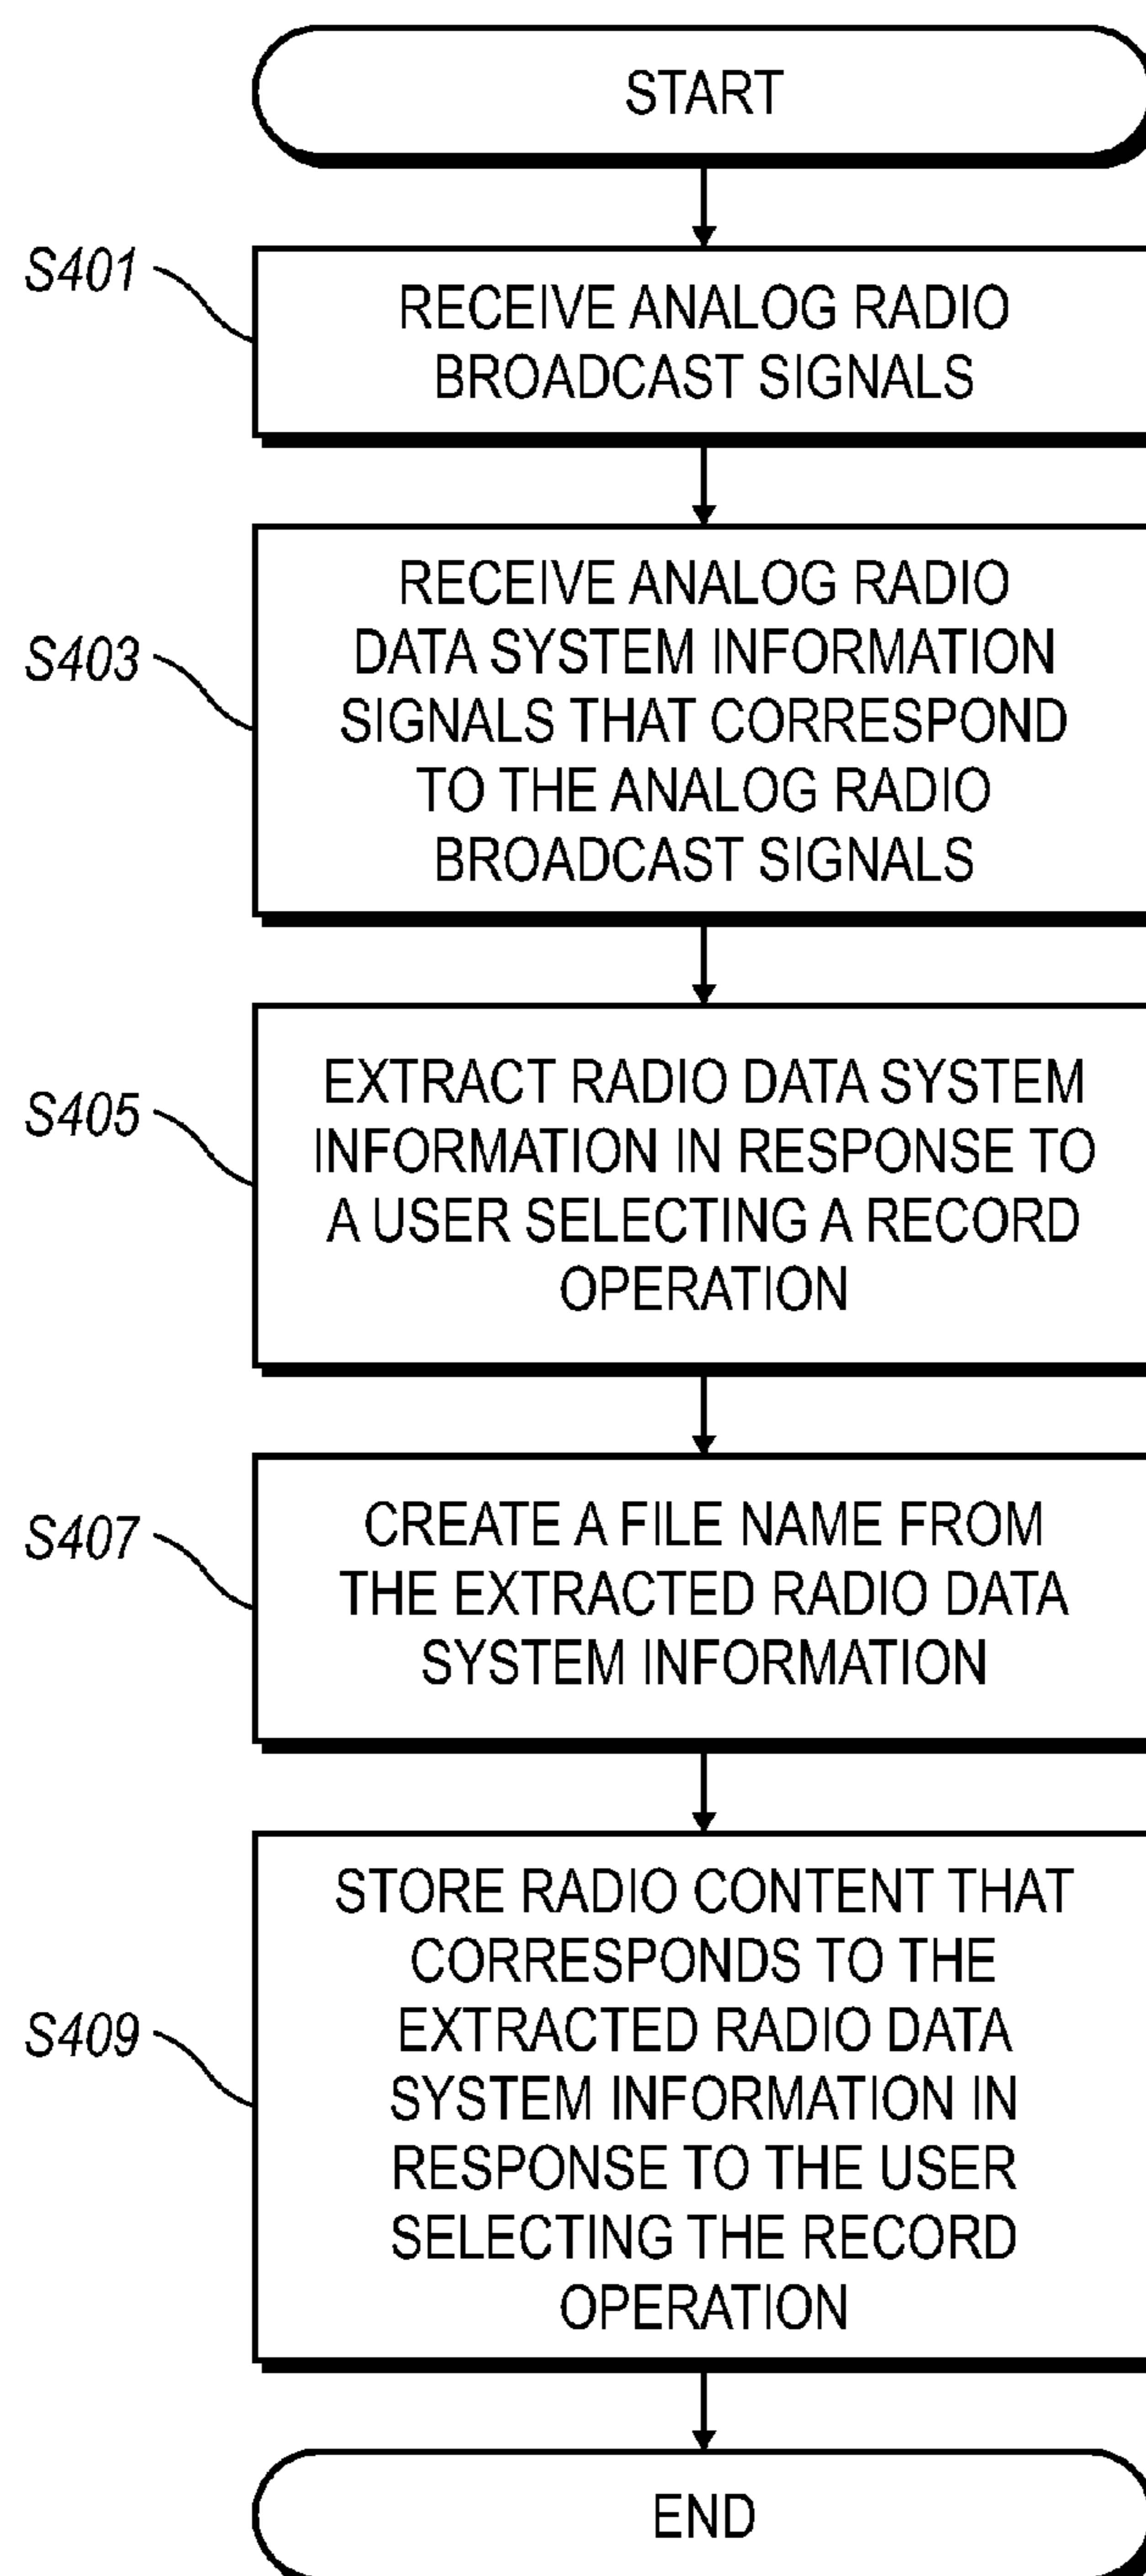 START
S401
RECEIVE ANALOG RADIO
BROADCAST SIGNALS
S403
RECEIVE ANALOG RADIO
DATA SYSTEM INFORMATION
SIGNALS THAT CORRESPOND
TO THE ANALOG RADIO
BROADCAST SIGNALS
S405
EXTRACT RADIO DATA SYSTEM
INFORMATION IN RESPONSE TO
A USER SELECTING A RECORD
OPERATION
S407
CREATE A FILE NAME FROM
THE EXTRACTED RADIO DATA
SYSTEM INFORMATION
S409
STORE RADIO CONTENT THAT
CORRESPONDS TO THE
EXTRACTED RADIO DATA
SYSTEM INFORMATION IN
RESPONSE TO THE USER
SELECTING THE RECORD
OPERATION
END